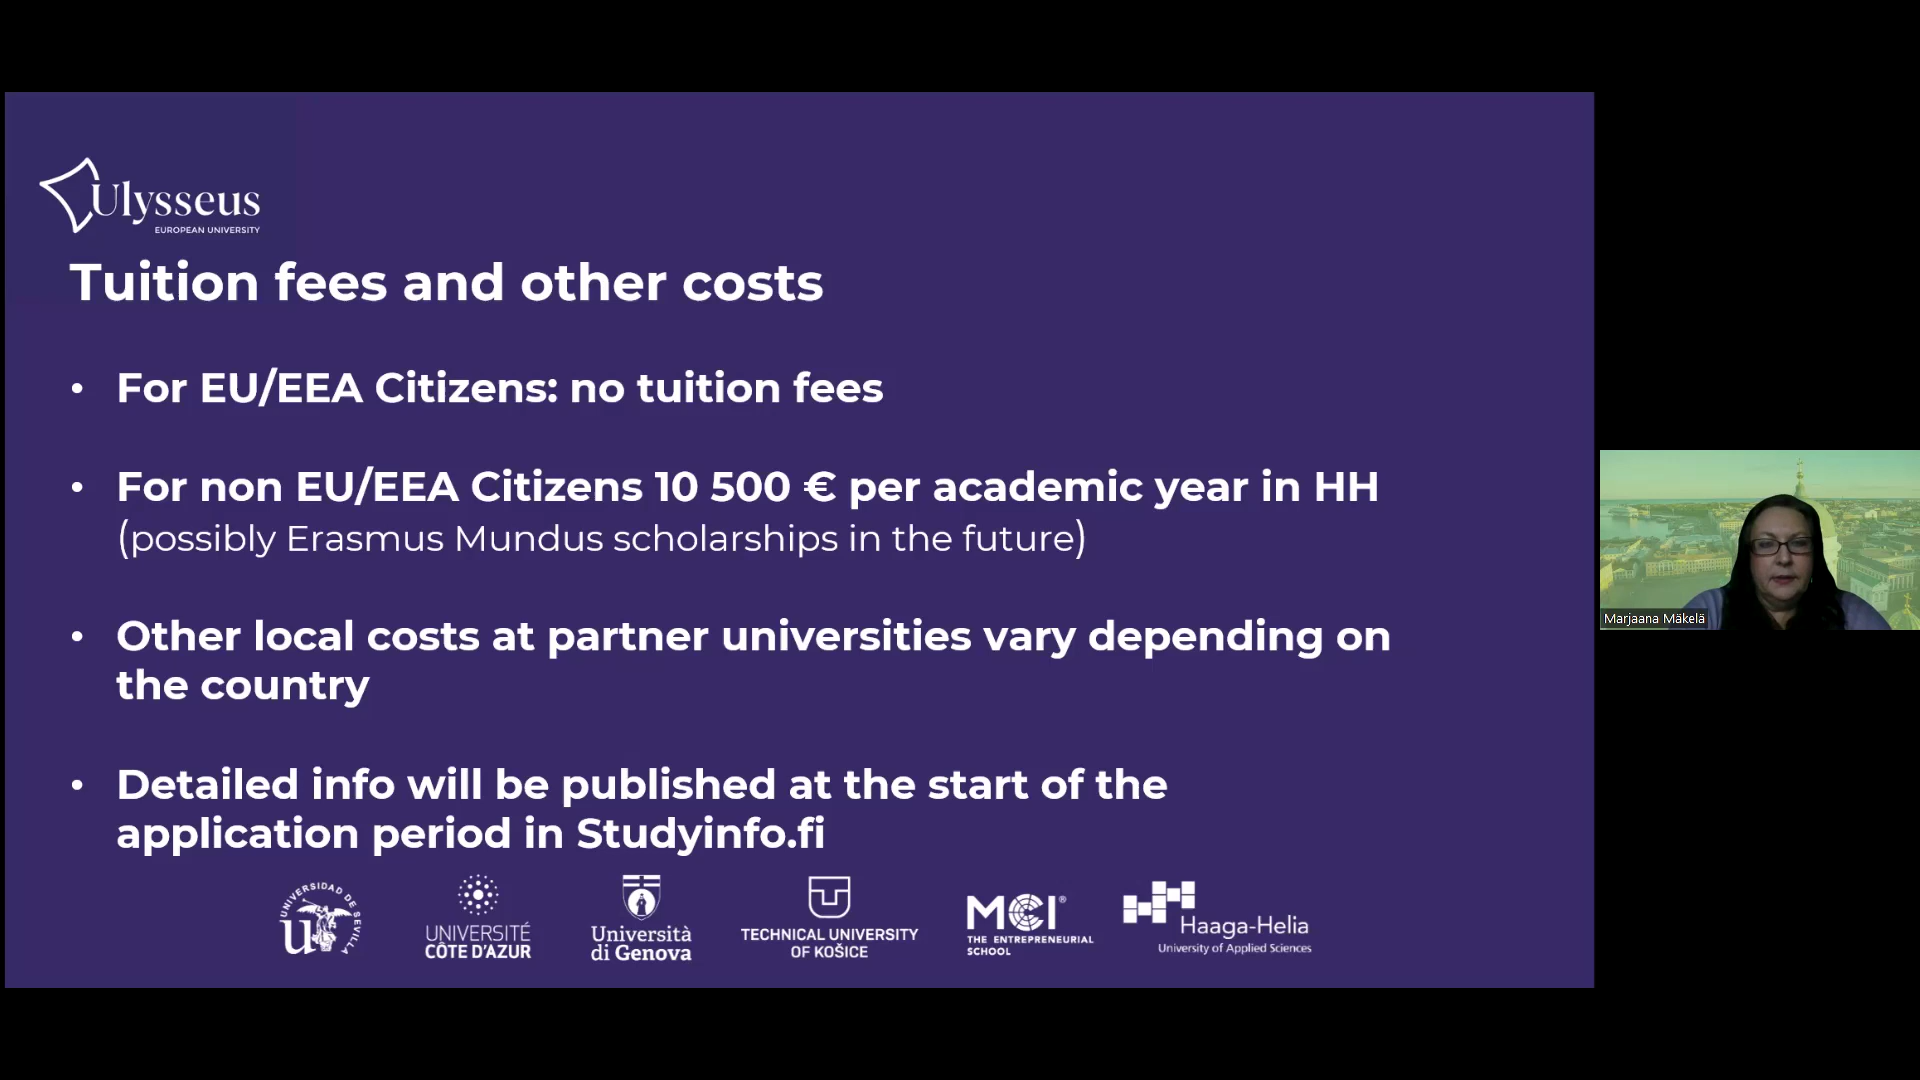 Ulysseus
EUROPEAN UNIVERSITY
Tuition fees and other costs
• For EU/EEA Citizens: no tuition fees
• For non EU/EEA Citizens 10 500 € per academic year in HH
(possibly Erasmus Mundus scholarships in the future)
• Other local costs at partner universities vary depending on
the country
• Detailed info will be published at the start of the
application period in Studyinfo.fi
Marjaana Mäkelä
UNIVERSIDAD DE SEVILLA
UNIVERSITÉ
CÔTE D'AZUR
Università
di Genova
TECHNICAL UNIVERSITY
OF KOŠICE
MCI®
THE ENTREPRENEURIAL
SCHOOL
Haaga-Helia
University of Applied Sciences